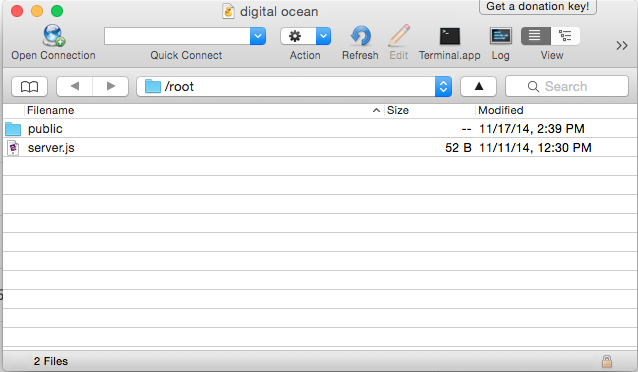 Get a donation key!
digital ocean
Open Connection Quick Connect Action Refresh Edit Terminal.app Log View
/root Search
Filename Size Modified
public -- 11/17/14, 2:39 PM
server.js 52 B 11/11/14, 12:30 PM
2 Files